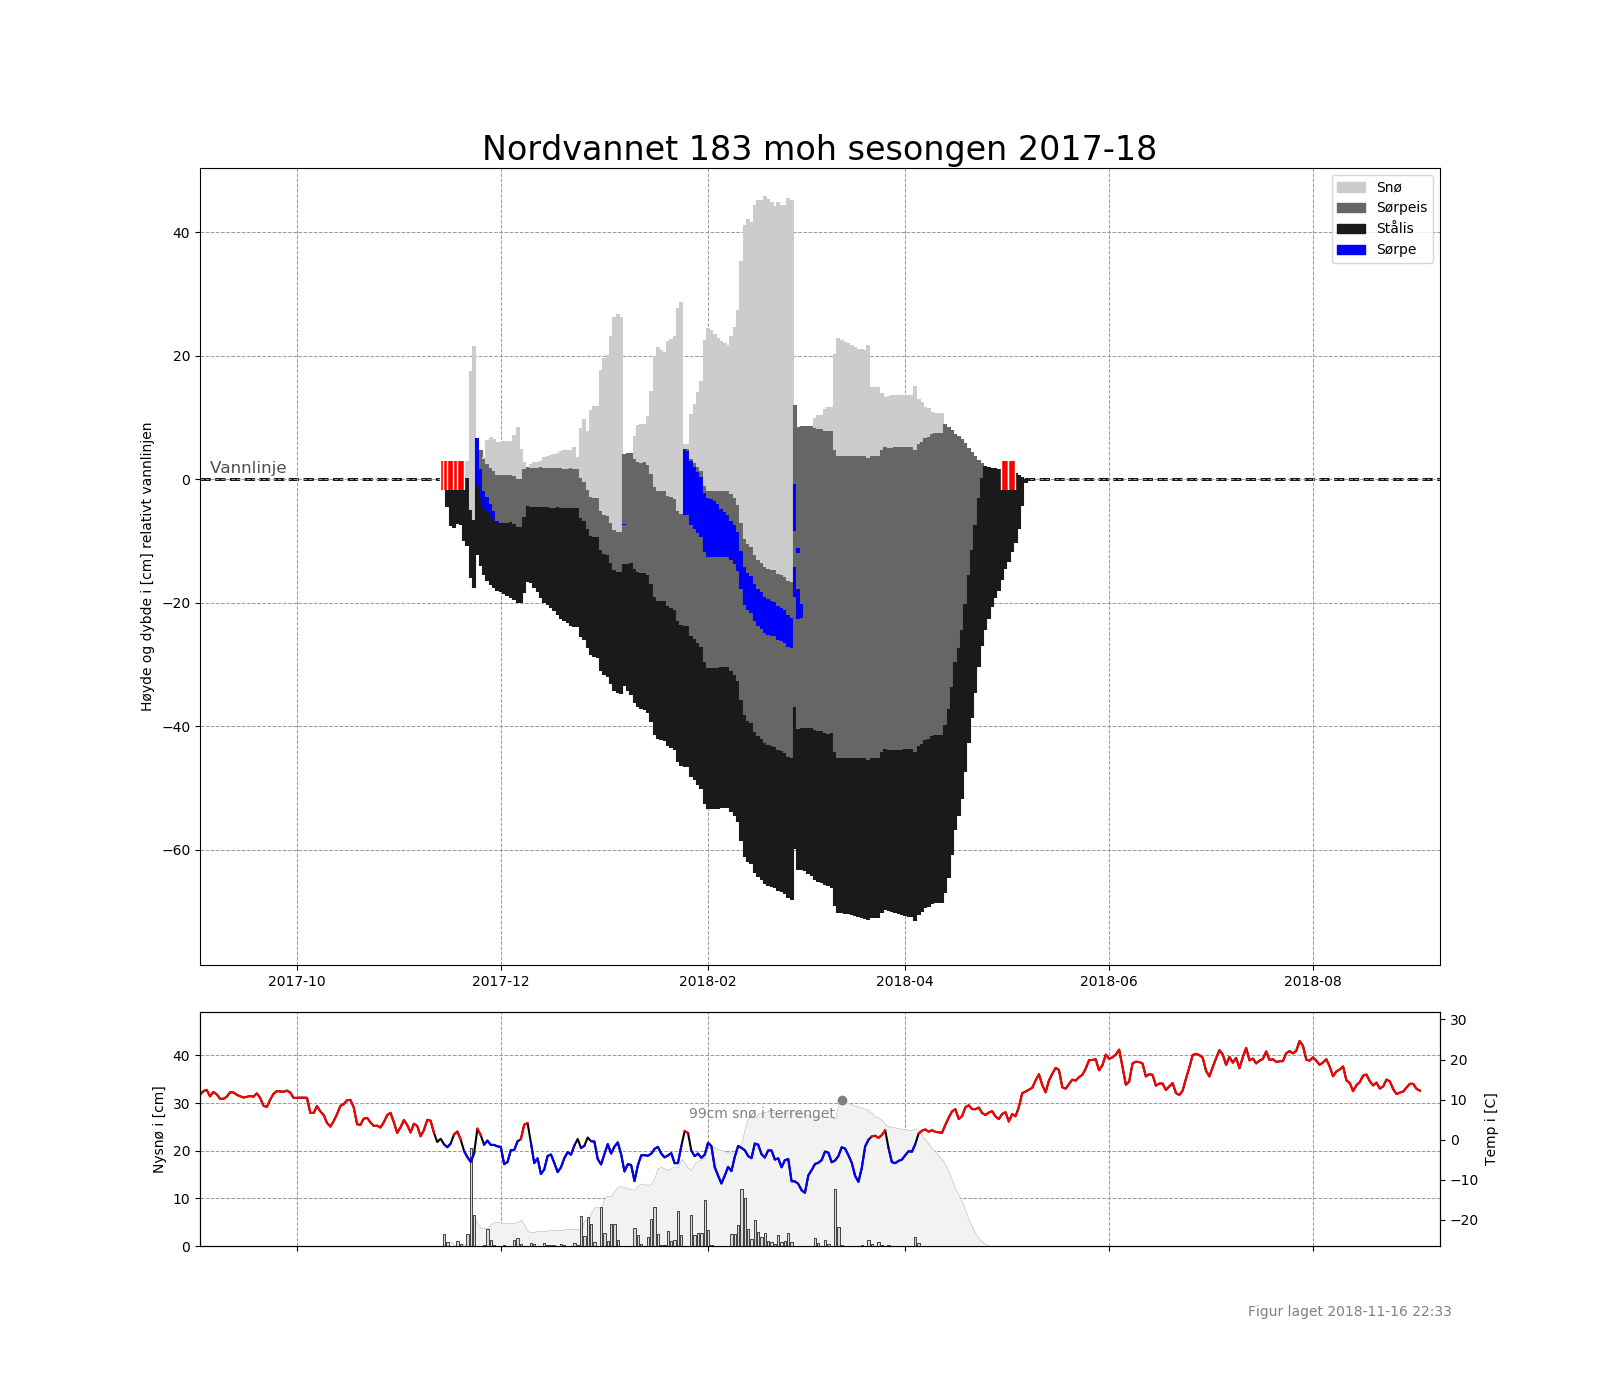 Nordvannet 183 moh sesongen 2017-18
Snø
Sørpeis
Stålis
Sørpe
Høyde og dybde i [cm] relativt vannlinjen
40
20
0
−20
−40
−60
Vannlinje
2017-10
2017-12
2018-02
2018-04
2018-06
2018-08
Nysnø i [cm]
40
30
20
10
0
99cm snø i terrenget
30
20
10
0
−10
−20
Temp i [C]
Figur laget 2018-11-16 22:33